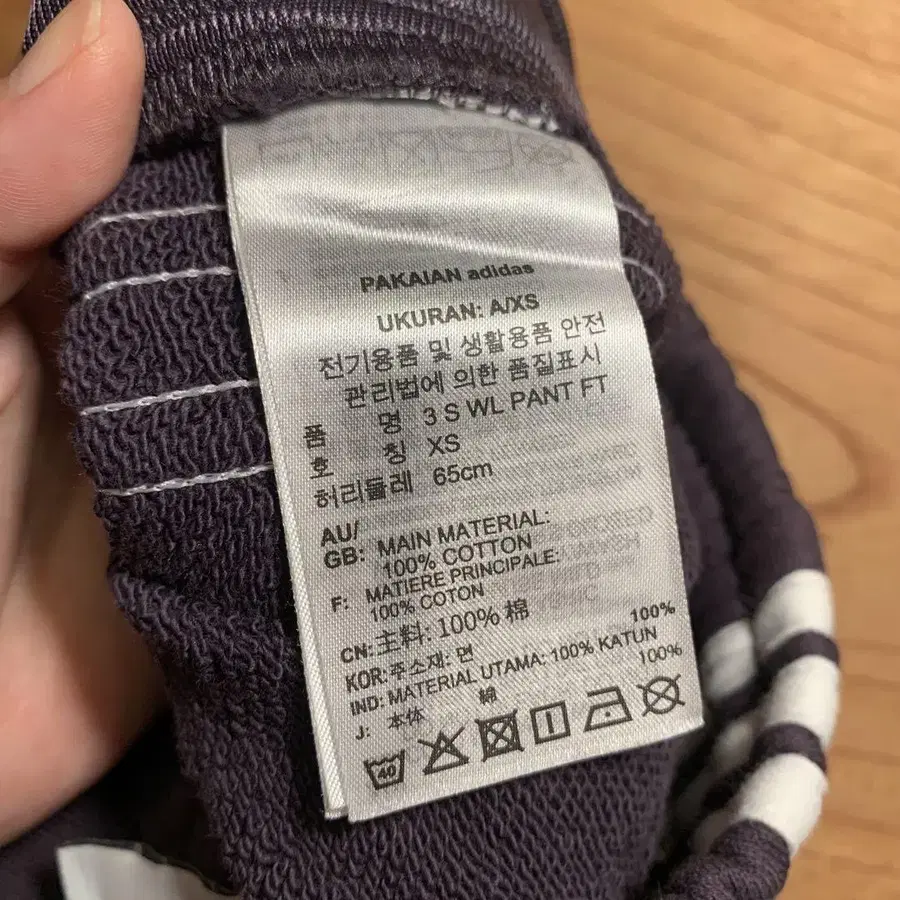 PAKAIAN adidas
UKURAN: A/XS
전기용품 및 생활용품 안전
관리법에 의한 품질표시
품 명 3 S WL PANT FT
호 칭 XS
허리둘레 65cm
AU/
GB: MAIN MATERIAL:
100% COTTON
F: MATIERE PRINCIPALE:
100% COTON
CN: 主料: 100% 棉
KOR: 주소재: 면 100%
IND: MATERIAL UTAMA: 100% KATUN
J: 本体 綿 100%
40